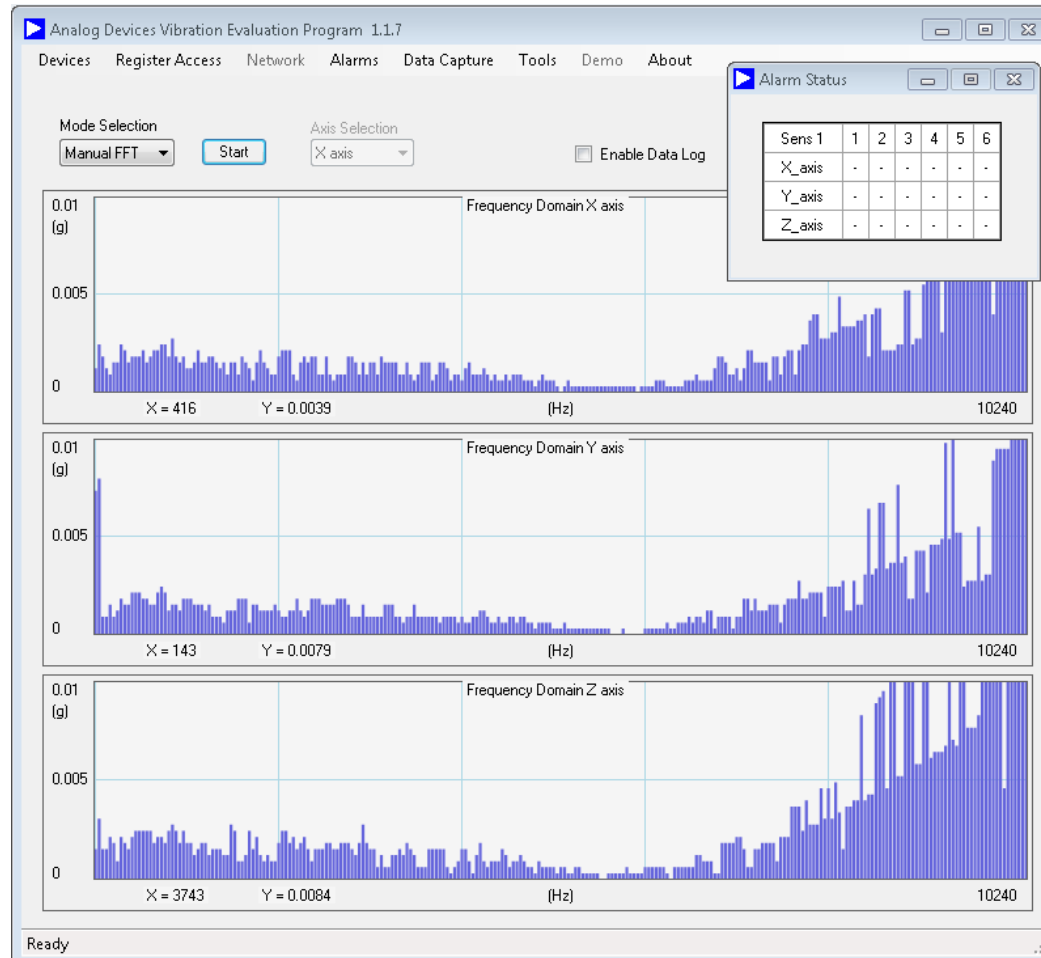 Analog Devices Vibration Evaluation Program 1.1.7
Devices Register Access Network Alarms Data Capture Tools Demo About
Alarm Status
Sens 1 1 2 3 4 5 6
X_axis - - - - - -
Y_axis - - - - - -
Z_axis - - - - - -
Mode Selection
Manual FFT
Start
Axis Selection
X axis
Enable Data Log
0.01
(g)
Frequency Domain X axis
0.005
0
X = 416 Y = 0.0039 (Hz) 10240
0.01
(g)
Frequency Domain Y axis
0.005
0
X = 143 Y = 0.0079 (Hz) 10240
0.01
(g)
Frequency Domain Z axis
0.005
0
X = 3743 Y = 0.0084 (Hz) 10240
Ready